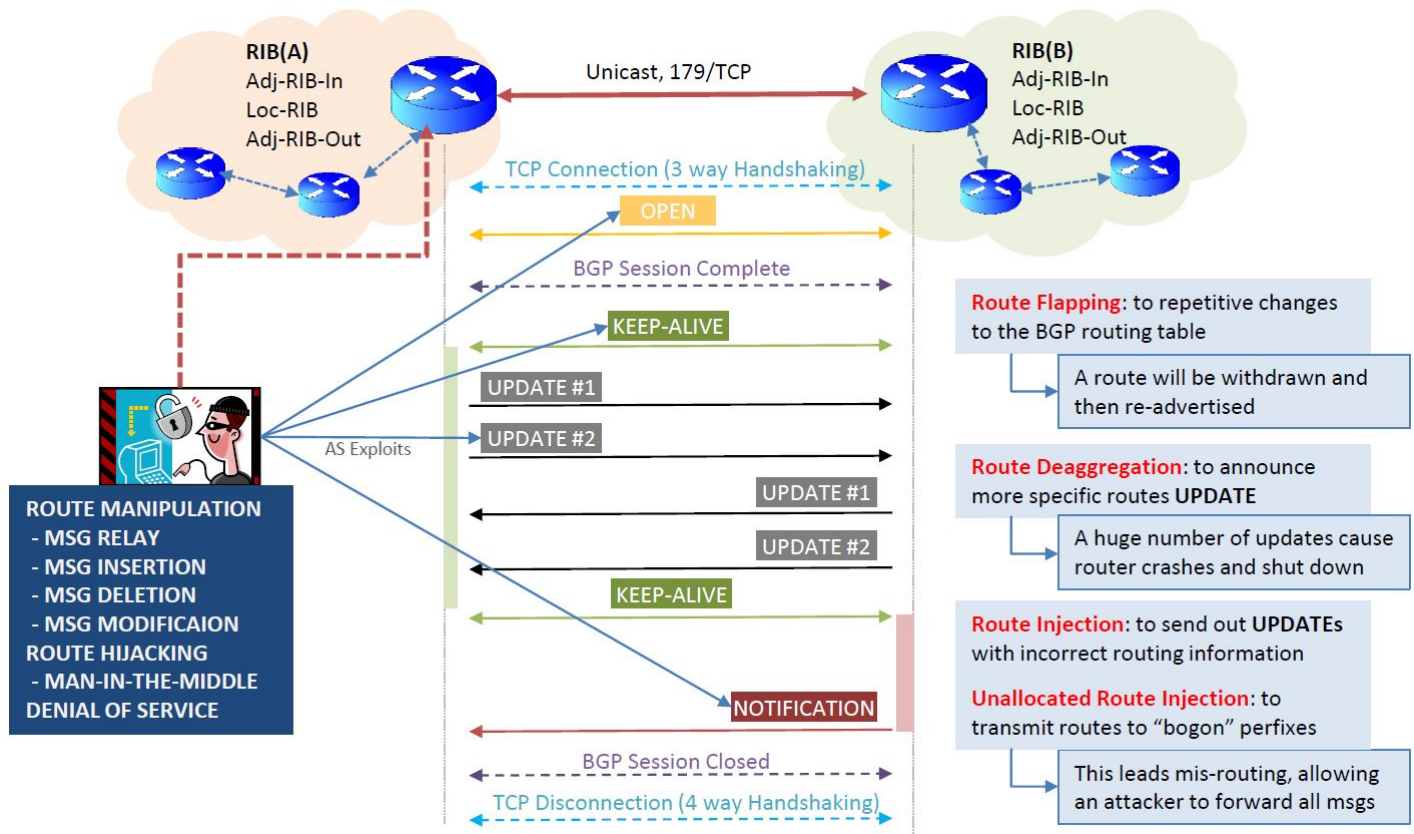 RIB(A)
Adj-RIB-In
Loc-RIB
Adj-RIB-Out
Unicast, 179/TCP
RIB(B)
Adj-RIB-In
Loc-RIB
Adj-RIB-Out
TCP Connection (3 way Handshaking)
OPEN
BGP Session Complete
KEEP-ALIVE
UPDATE #1
AS Exploits
UPDATE #2
UPDATE #1
UPDATE #2
KEEP-ALIVE
NOTIFICATION
BGP Session Closed
TCP Disconnection (4 way Handshaking)
ROUTE MANIPULATION
- MSG RELAY
- MSG INSERTION
- MSG DELETION
- MSG MODIFICAION
ROUTE HIJACKING
- MAN-IN-THE-MIDDLE
DENIAL OF SERVICE
Route Flapping: to repetitive changes
to the BGP routing table
A route will be withdrawn and
then re-advertised
Route Deaggregation: to announce
more specific routes UPDATE
A huge number of updates cause
router crashes and shut down
Route Injection: to send out UPDATEs
with incorrect routing information
Unallocated Route Injection: to
transmit routes to “bogon” perfixes
This leads mis-routing, allowing
an attacker to forward all msgs